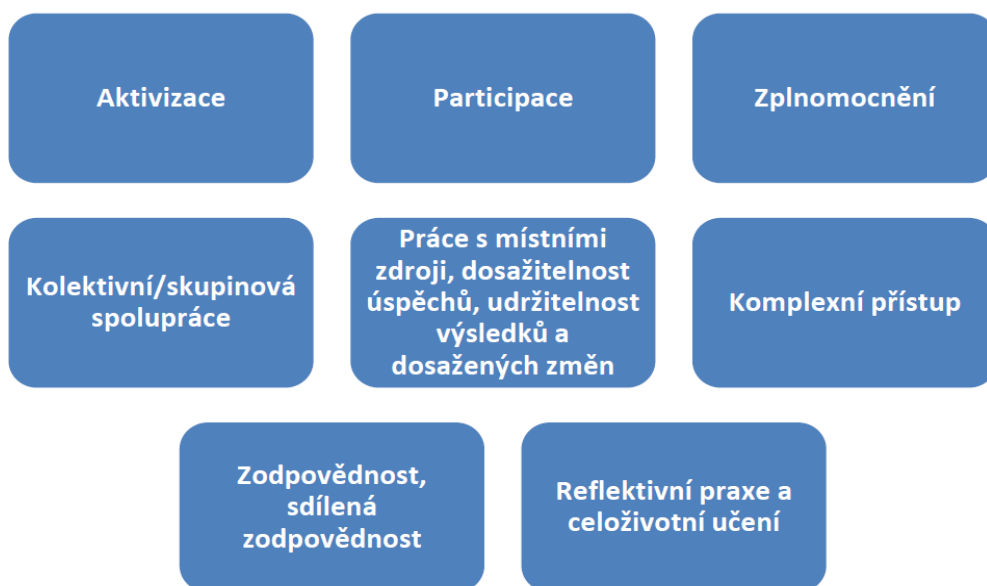 Aktivizace
Participace
Zplnomocnění
Kolektivní/skupinová
spolupráce
Práce s místními
zdroji, dosažitelnost
úspěchů, udržitelnost
výsledků a
dosažených změn
Komplexní přístup
Zodpovědnost,
sdílená
zodpovědnost
Reflektivní praxe a
celoživotní učení